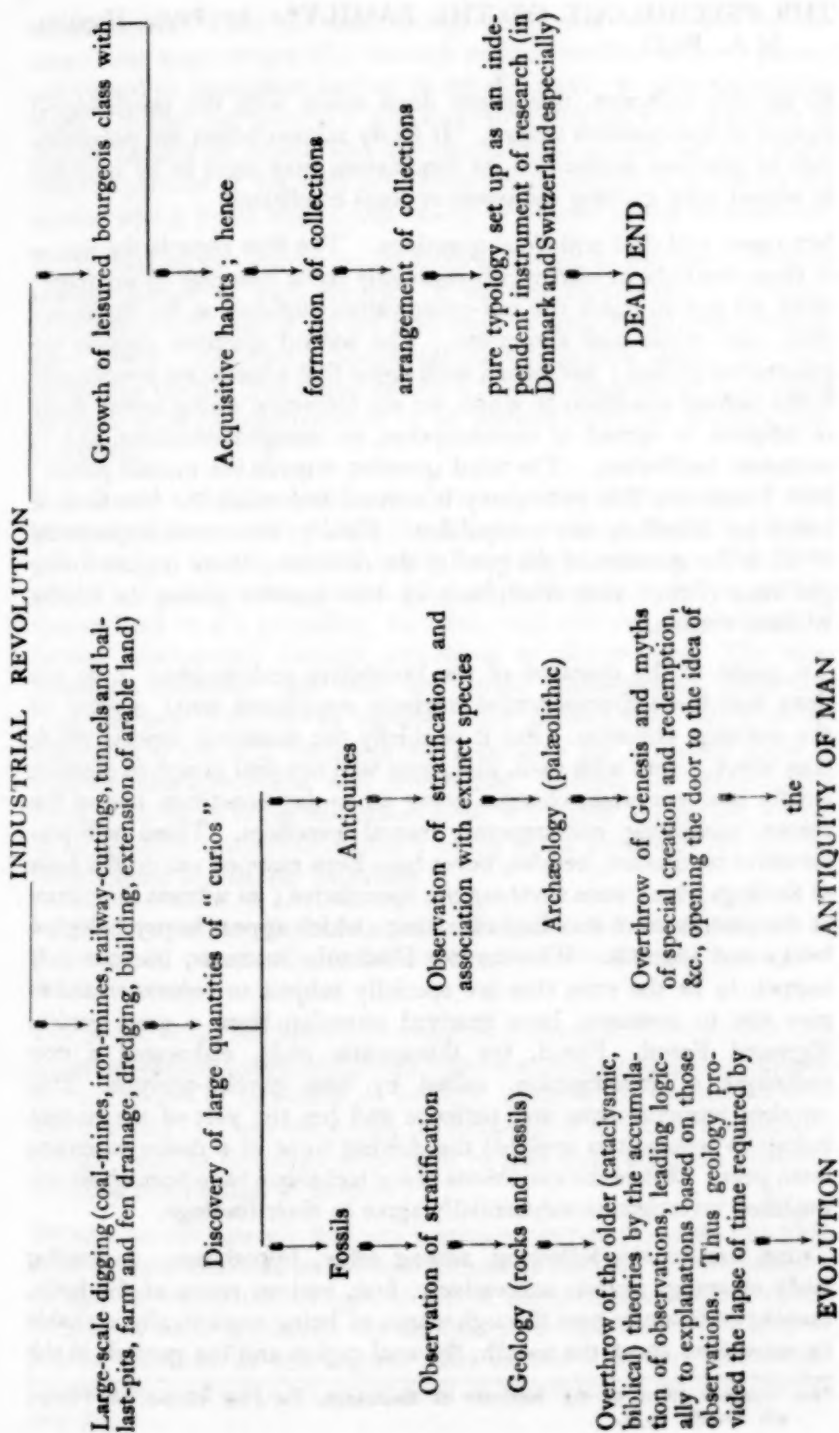 INDUSTRIAL REVOLUTION
Large-scale digging (coal-mines, iron-mines, railway-cuttings, tunnels and bal-
last-pits, farm and fen drainage, dredging, building, extension of arable land)
Discovery of large quantities of "curios"
Fossils
Observation of stratification
Geology (rocks and fossils)
Overthrow of the older (cataclysmic,
biblical) theories by the accumula-
tion of observations, leading logic-
ally to explanations based on those
observations. Thus geology pro-
vided the lapse of time required by
EVOLUTION
Antiquities
Observation of stratification and
association with extinct species
Archæology (palæolithic)
Overthrow of Genesis and myths
of special creation and redemption,
&c., opening the door to the idea of
the
ANTIQUITY OF MAN
Growth of leisured bourgeois class with
Acquisitive habits ; hence
formation of collections
arrangement of collections
pure typology set up as an inde-
pendent instrument of research (in
Denmark and Switzerland especially)
DEAD END